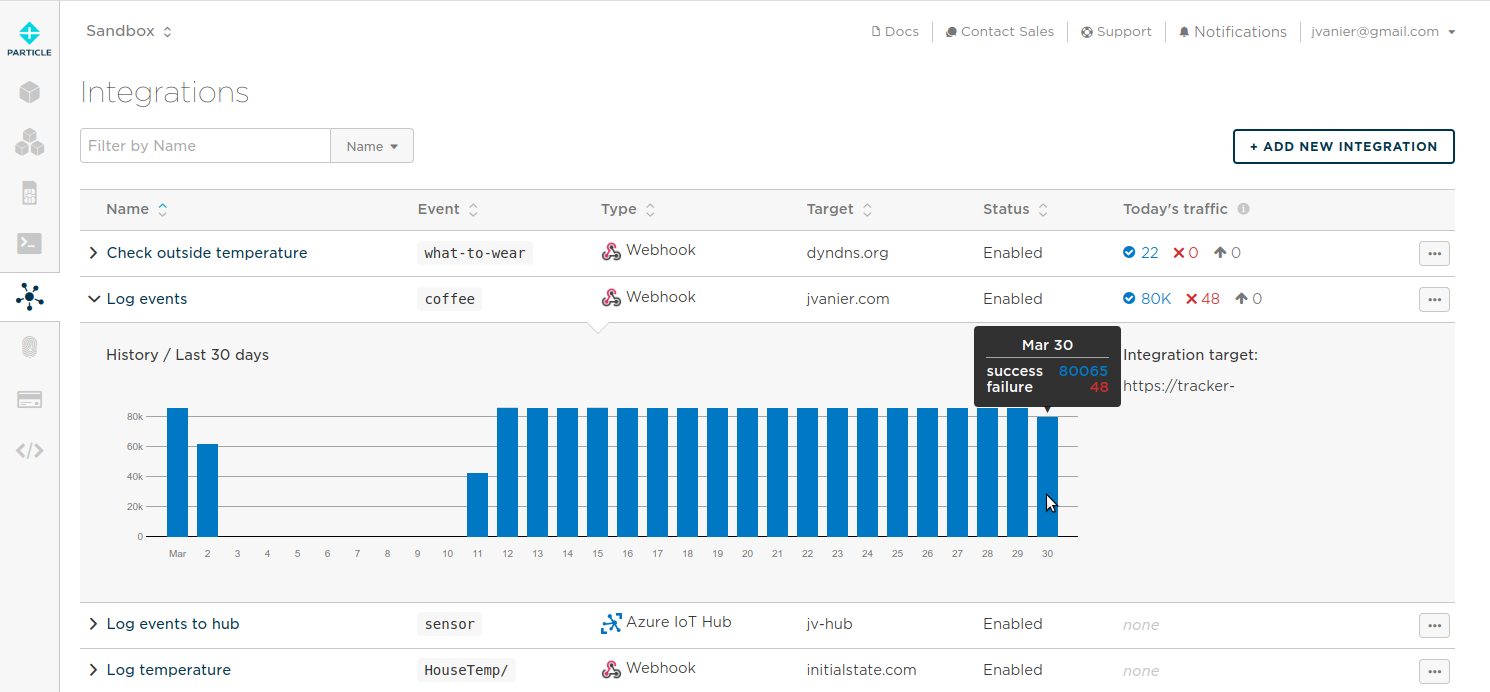 Sandbox
Docs
Contact Sales
Support
Notifications
jvanier@gmail.com
PARTICLE
Integrations
Filter by Name
Name
+ ADD NEW INTEGRATION
Name Event Type Target Status Today's traffic
Check outside temperature what-to-wear Webhook dyndns.org Enabled 22 0 0
Log events coffee Webhook jvanier.com Enabled 80K 48 0
History / Last 30 days
Mar 30
success 80065
failure 48
Integration target:
https://tracker-
80k
60k
40k
20k
0
Mar 2 3 4 5 6 7 8 9 10 11 12 13 14 15 16 17 18 19 20 21 22 23 24 25 26 27 28 29 30
Log events to hub sensor Azure IoT Hub jv-hub Enabled none
Log temperature HouseTemp/ Webhook initialstate.com Enabled none